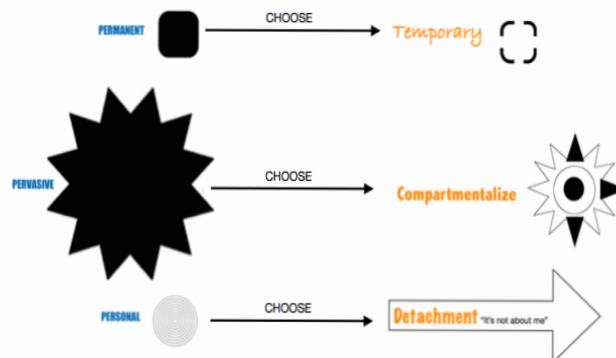 PERMANENT CHOOSE Temporary
PERVASIVE CHOOSE Compartmentalize
PERSONAL CHOOSE Detachment "It's not about me"